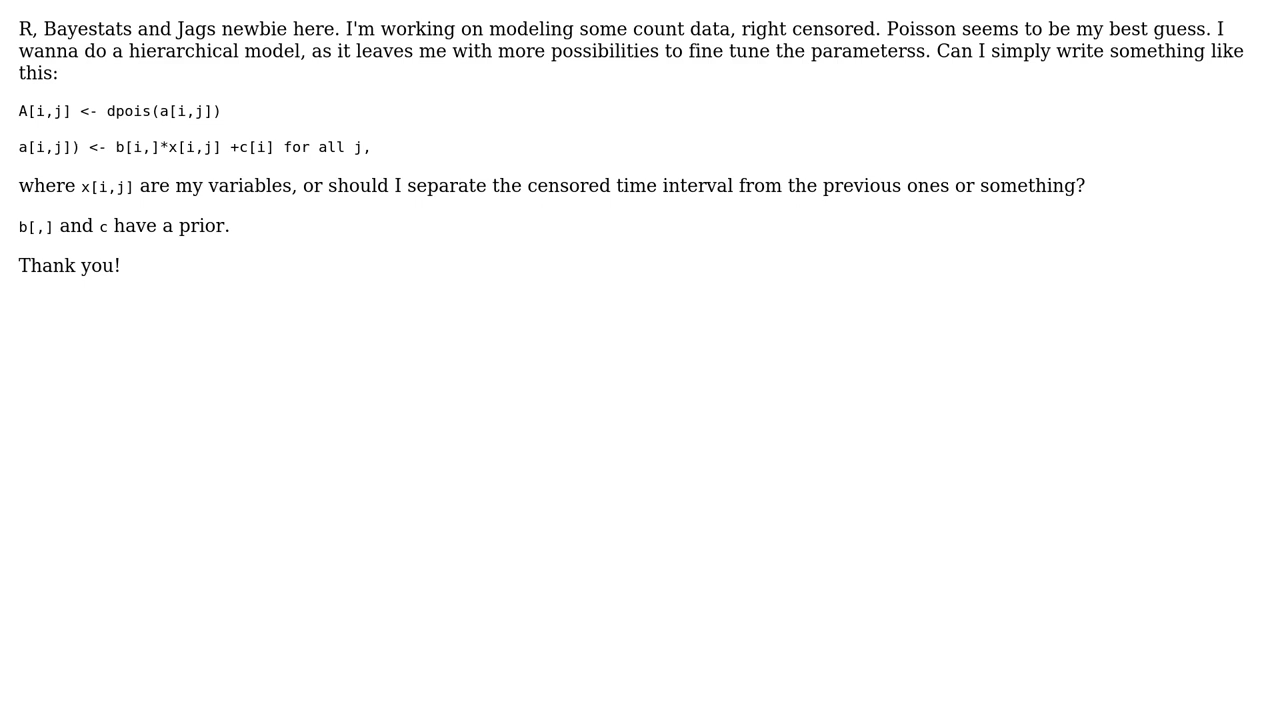 R, Bayestats and Jags newbie here. I'm working on modeling some count data, right censored. Poisson seems to be my best guess. I
wanna do a hierarchical model, as it leaves me with more possibilities to fine tune the parameterss. Can I simply write something like
this:
A[i,j] <- dpois(a[i,j])
a[i,j]) <- b[i,]*x[i,j] +c[i] for all j,
where x[i,j] are my variables, or should I separate the censored time interval from the previous ones or something?
b[,] and c have a prior.
Thank you!